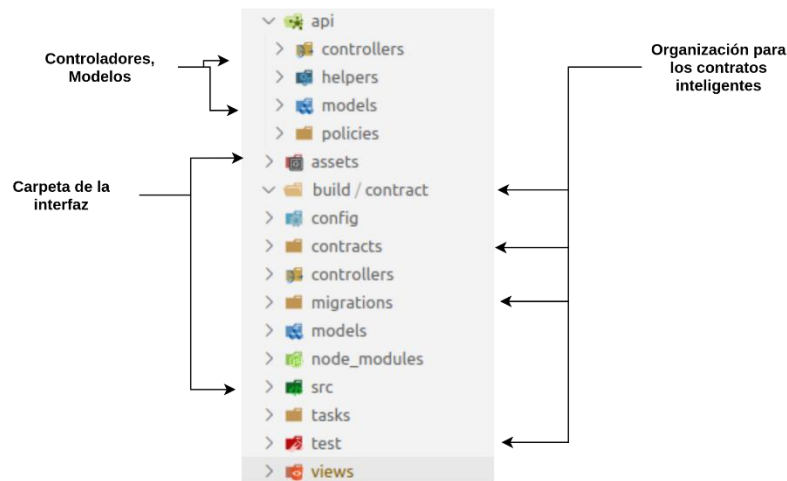 api
controllers
helpers
models
policies
assets
build / contract
config
contracts
controllers
migrations
models
node_modules
src
tasks
test
views
Controladores,
Modelos
Carpeta de la
interfaz
Organización para
los contratos
inteligentes